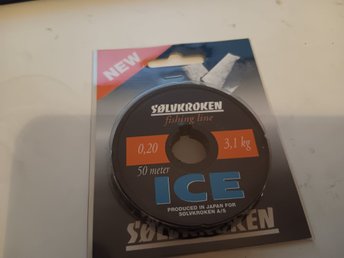 NEW
SØLVKROKEN
fishing line
0,20
3,1 kg
50 meter
ICE
PRODUCED IN JAPAN FOR
SØLVKROKEN A/S
SØLVKROKEN